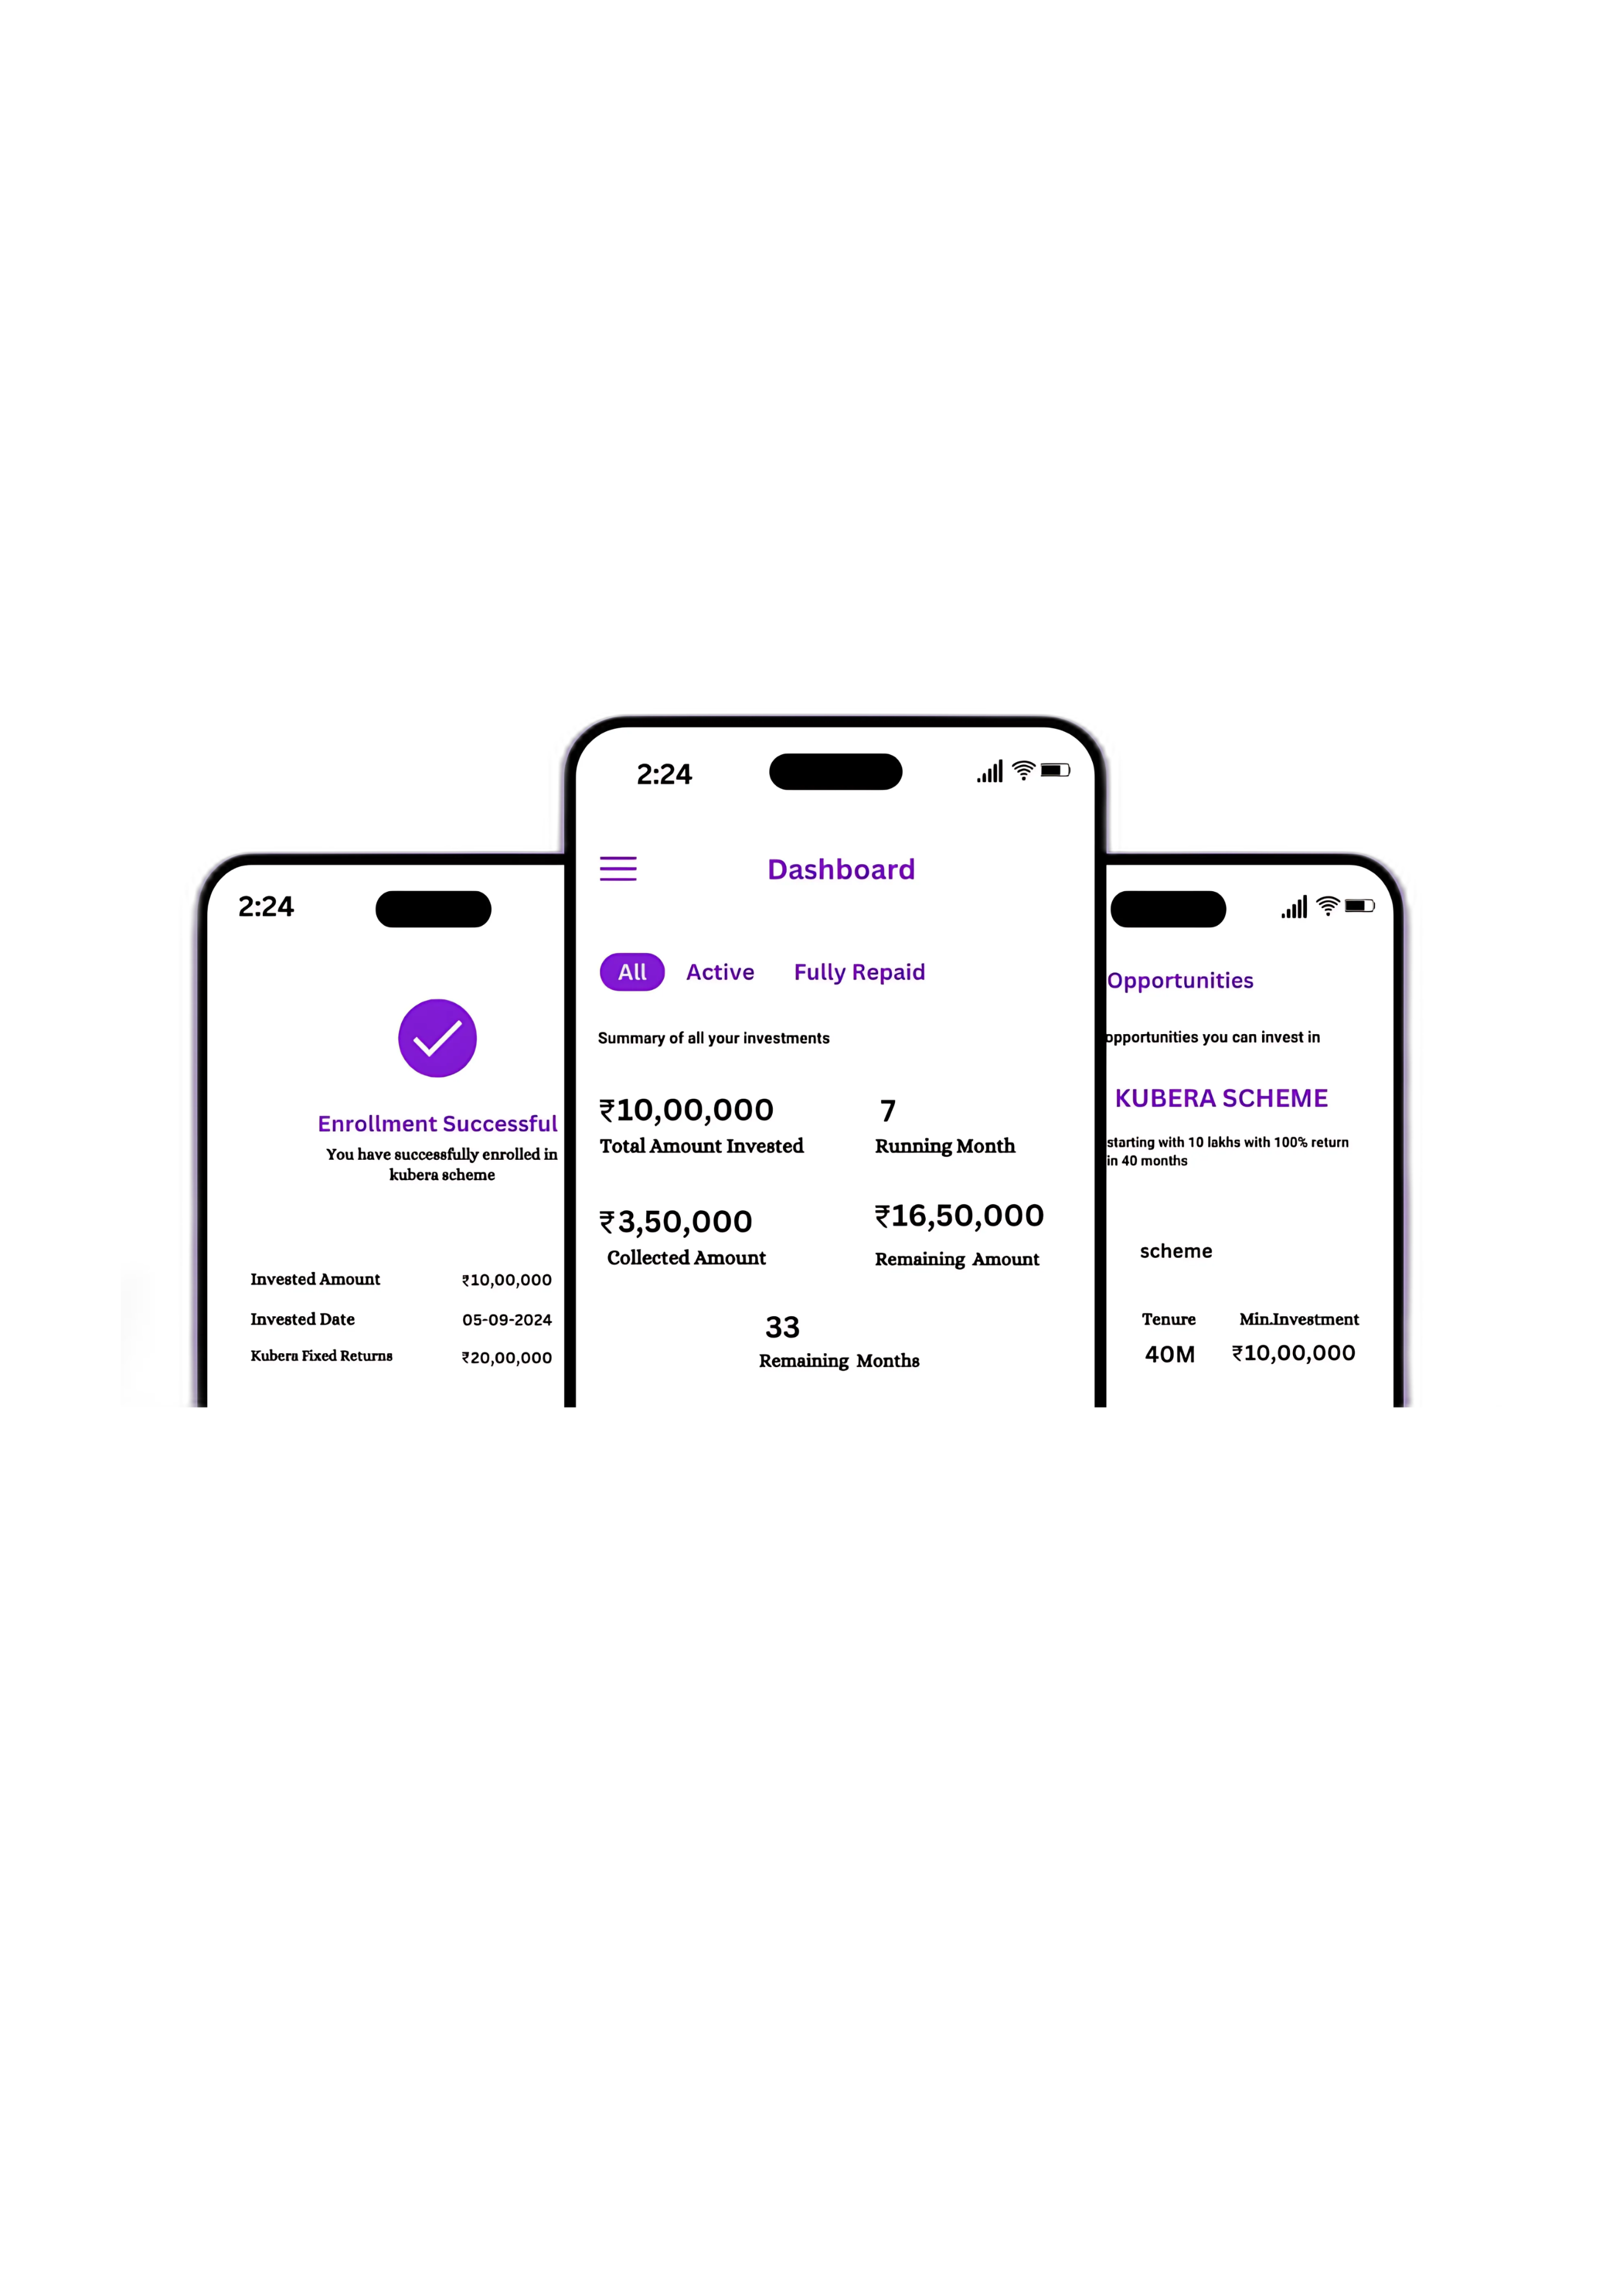 2:24
Enrollment Successful
You have successfully enrolled in
kubera scheme
Invested Amount ₹10,00,000
Invested Date 05-09-2024
Kubera Fixed Returns ₹20,00,000
2:24
Dashboard
All Active Fully Repaid
Summary of all your investments
₹10,00,000 7
Total Amount Invested Running Month
₹3,50,000 ₹16,50,000
Collected Amount Remaining Amount
33
Remaining Months
Opportunities
opportunities you can invest in
KUBERA SCHEME
starting with 10 lakhs with 100% return
in 40 months
scheme
Tenure Min.Investment
40M ₹10,00,000